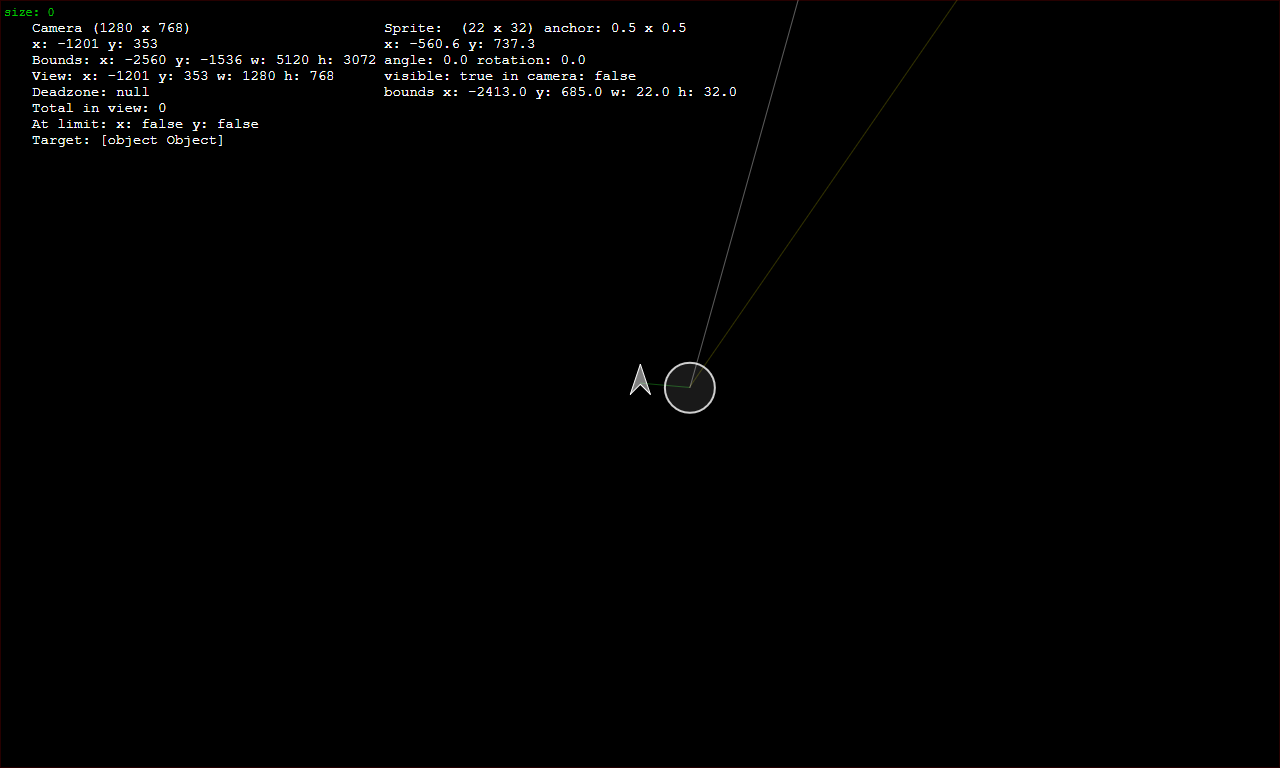 size: 0
Camera (1280 x 768)
x: -1201 y: 353
Bounds: x: -2560 y: -1536 w: 5120 h: 3072
View: x: -1201 y: 353 w: 1280 h: 768
Deadzone: null
Total in view: 0
At limit: x: false y: false
Target: [object Object]
Sprite:  (22 x 32) anchor: 0.5 x 0.5
x: -560.6 y: 737.3
angle: 0.0 rotation: 0.0
visible: true in camera: false
bounds x: -2413.0 y: 685.0 w: 22.0 h: 32.0